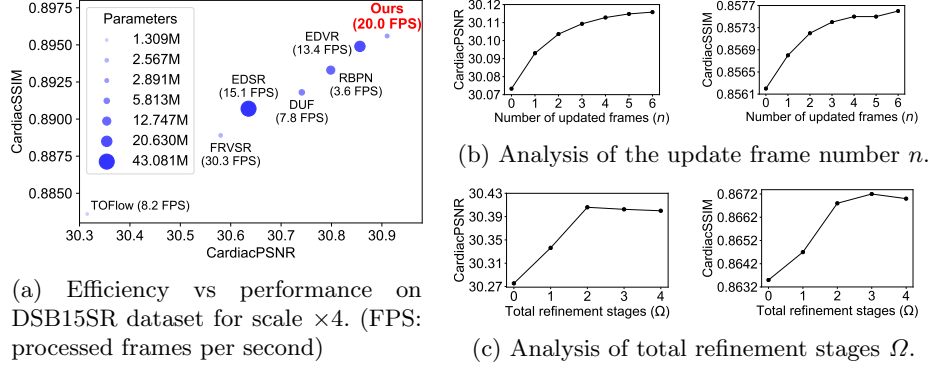 CardiacSSIM
0.8975
0.8950
0.8925
0.8900
0.8875
0.8850
Parameters
1.309M
2.567M
2.891M
5.813M
12.747M
20.630M
43.081M
Ours
(20.0 FPS)
EDVR
(13.4 FPS)
RBPN
(3.6 FPS)
EDSR
(15.1 FPS)
DUF
(7.8 FPS)
FRVSR
(30.3 FPS)
TOFlow (8.2 FPS)
30.3 30.4 30.5 30.6 30.7 30.8 30.9
CardiacPSNR
(a) Efficiency vs performance on
DSB15SR dataset for scale ×4. (FPS:
processed frames per second)
CardiacPSNR
30.12
30.11
30.09
30.08
30.07
0 1 2 3 4 5 6
Number of updated frames (n)
CardiacSSIM
0.8577
0.8573
0.8569
0.8565
0.8561
0 1 2 3 4 5 6
Number of updated frames (n)
(b) Analysis of the update frame number n.
CardiacPSNR
30.43
30.39
30.35
30.31
30.27
0 1 2 3 4
Total refinement stages (Ω)
CardiacSSIM
0.8672
0.8662
0.8652
0.8642
0.8632
0 1 2 3 4
Total refinement stages (Ω)
(c) Analysis of total refinement stages Ω.